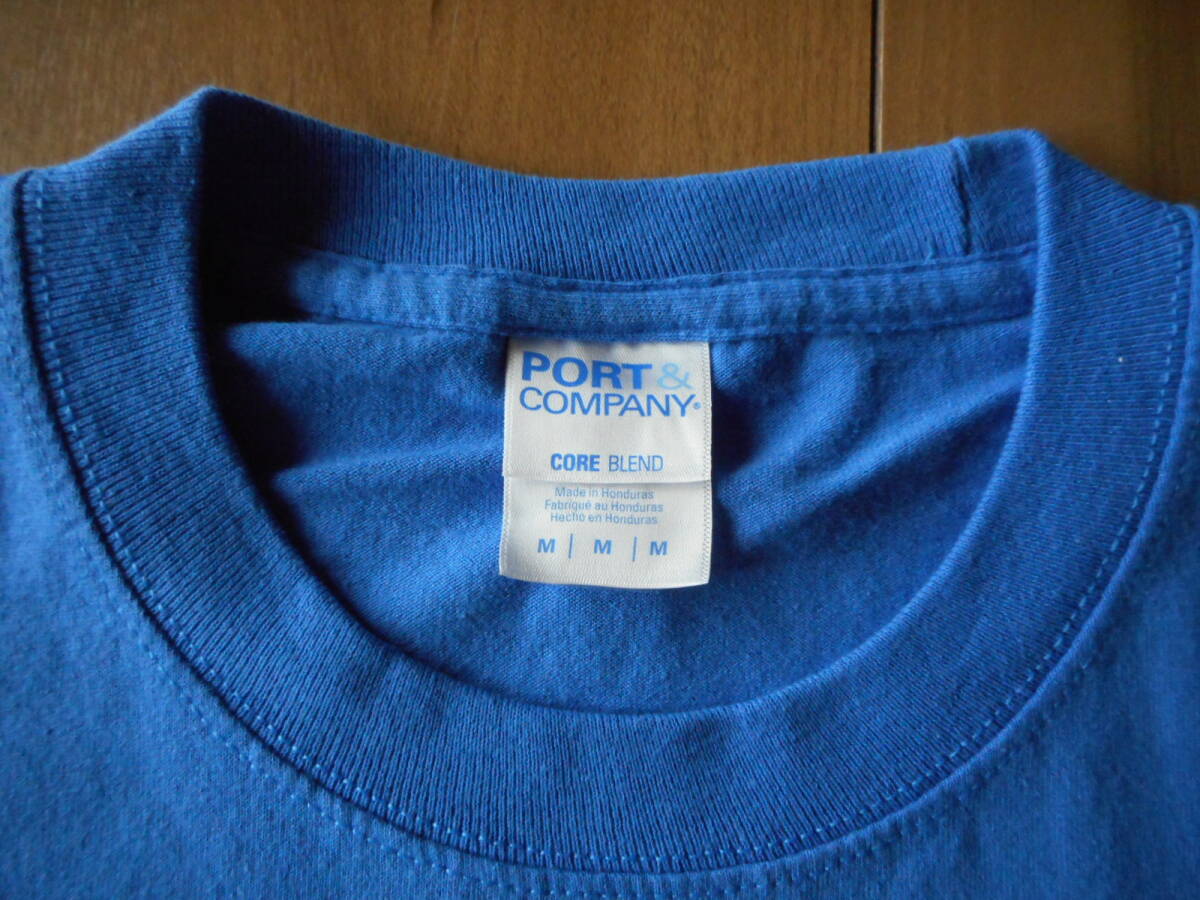 PORT &
COMPANY®
CORE BLEND
Made in Honduras
Fabriqué au Honduras
Hecho en Honduras
M | M | M